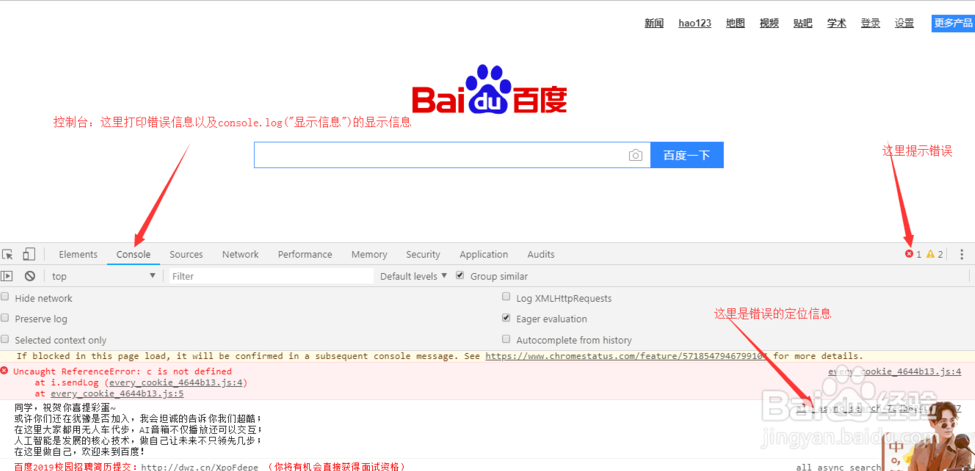 新闻 hao123 地图 视频 贴吧 学术 登录 设置 更多产品
Bai du 百度
控制台：这里打印错误信息以及console.log("显示信息")的显示信息
百度一下
这里提示错误
Elements Console Sources Network Performance Memory Security Application Audits 1 2
top Filter Default levels Group similar
Hide network Log XMLHttpRequests
Preserve log Eager evaluation
Selected context only Autocomplete from history
这里是错误的定位信息
If blocked in this page load, it will be confirmed in a subsequent console message. See https://www.chromestatus.com/feature/571854794679910 for more details.
Uncaught ReferenceError: c is not defined every_cookie_4644b13.js:4
at i.sendLog (every_cookie_4644b13.js:4)
at every_cookie_4644b13.js:5
同学，祝贺你喜提彩蛋~
或许你们还在犹豫是否加入，我会坦诚的告诉你我们超酷；
在这里大家都用无人车代步，AI音箱不仅播放还可以交互；
人工智能是发展的核心技术，做自己让未来不只领先几步；
在这里做自己，欢迎来到百度！
百度2019校园招聘简历提交：http://dwz.cn/XpoFdepe （你将有机会直接获得面试资格） all_async_search
Bai 百度 经验
jingyan.baidu.com
中